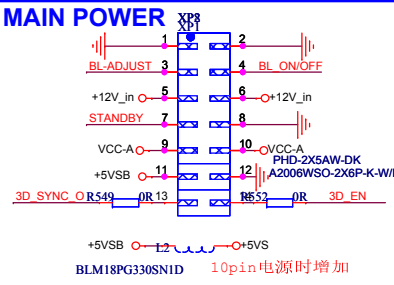 MAIN POWER
XP2
XP1
1 2
BL-ADJUST 3 4 BL_ON/OFF
+12V_in 5 6 +12V_in
STANDBY 7 8
VCC-A 9 10 VCC-A
PHD-2X5AW-DK
+5VSB 11 12 A2006WSO-2X6P-K-W/
3D_SYNC_O R549 0R 13 14 R552 0R 3D_EN
+5VSB L2 +5VS
BLM18PG330SN1D 10pin电源时增加